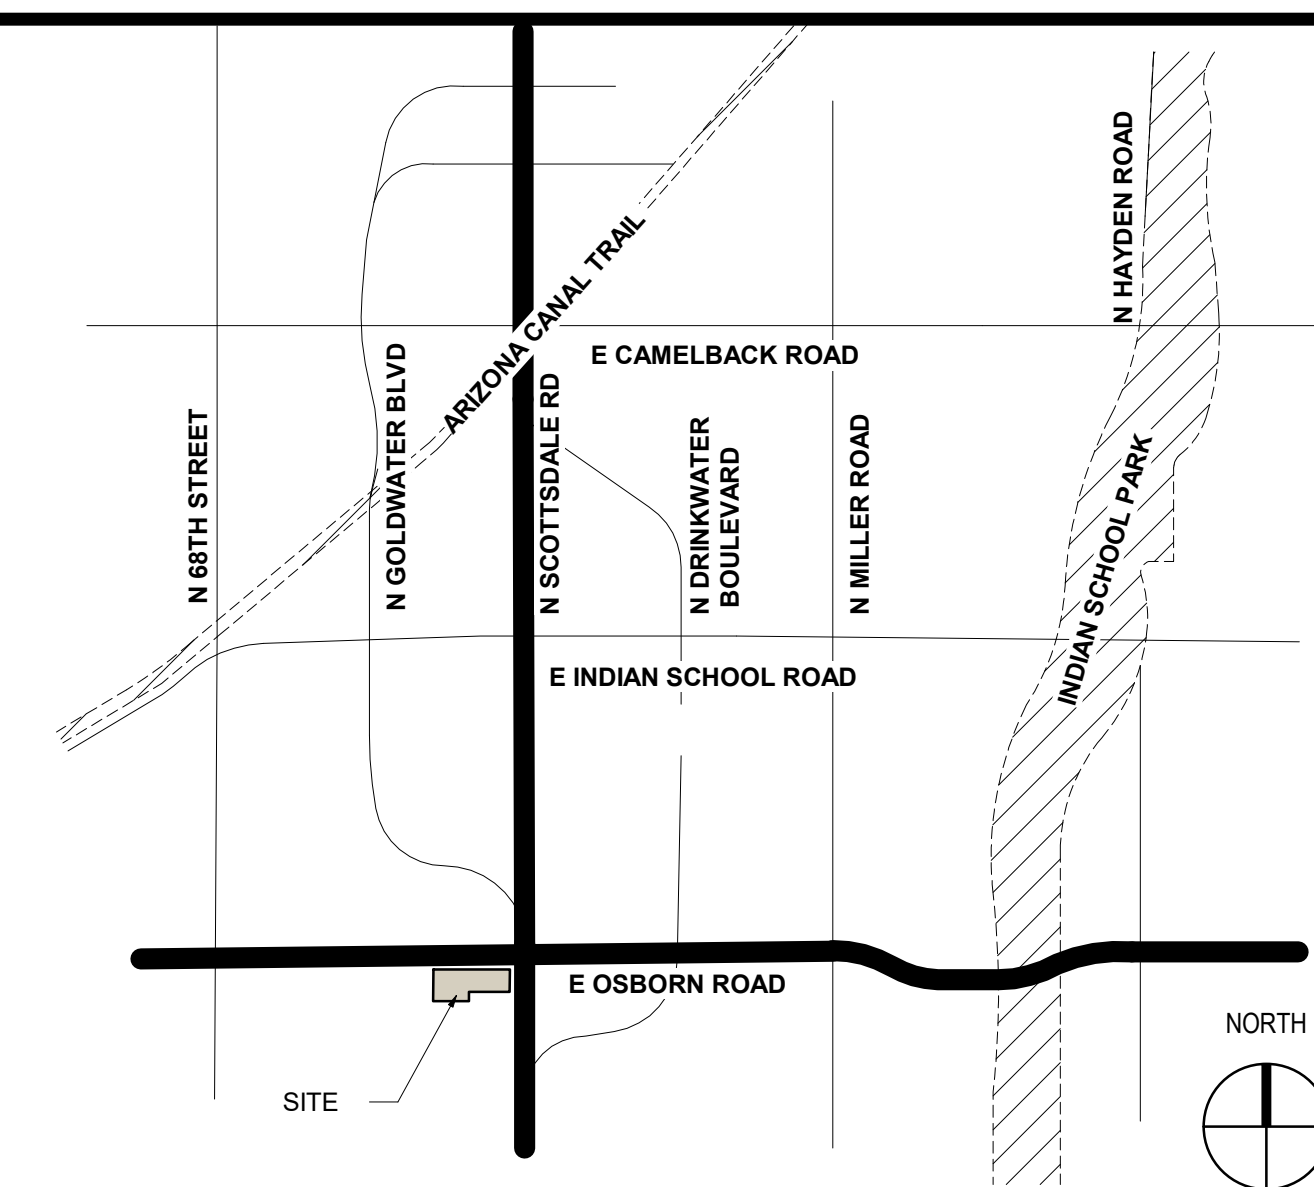 N HAYDEN ROAD
ARIZONA CANAL TRAIL
E CAMELBACK ROAD
N 68TH STREET
N GOLDWATER BLVD
N SCOTTSDALE RD
N DRINKWATER
BOULEVARD
N MILLER ROAD
INDIAN SCHOOL PARK
E INDIAN SCHOOL ROAD
E OSBORN ROAD
NORTH
SITE